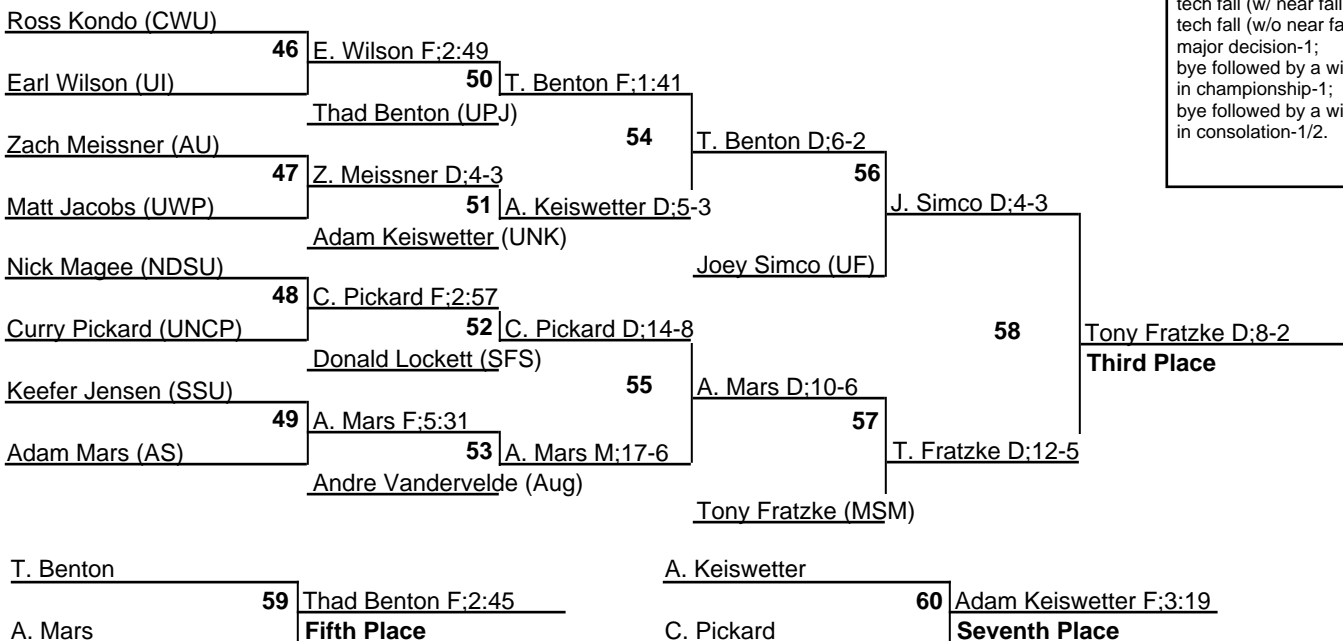 tech fall (w/ near fall
tech fall (w/o near fa
major decision-1;
bye followed by a wi
in championship-1;
bye followed by a wi
in consolation-1/2.
Ross Kondo (CWU)
46 E. Wilson F;2:49
Earl Wilson (UI)
50 T. Benton F;1:41
Thad Benton (UPJ)
54 T. Benton D;6-2
Zach Meissner (AU)
47 Z. Meissner D;4-3
56
Matt Jacobs (UWP)
51 A. Keiswetter D;5-3
J. Simco D;4-3
Adam Keiswetter (UNK)
Nick Magee (NDSU)
Joey Simco (UF)
48 C. Pickard F;2:57
Curry Pickard (UNCP)
52 C. Pickard D;14-8
58 Tony Fratzke D;8-2
Donald Lockett (SFS)
Third Place
Keefer Jensen (SSU)
55 A. Mars D;10-6
49 A. Mars F;5:31
57
Adam Mars (AS)
53 A. Mars M;17-6
T. Fratzke D;12-5
Andre Vandervelde (Aug)
Tony Fratzke (MSM)
T. Benton
59 Thad Benton F;2:45
A. Mars
Fifth Place
A. Keiswetter
60 Adam Keiswetter F;3:19
C. Pickard
Seventh Place